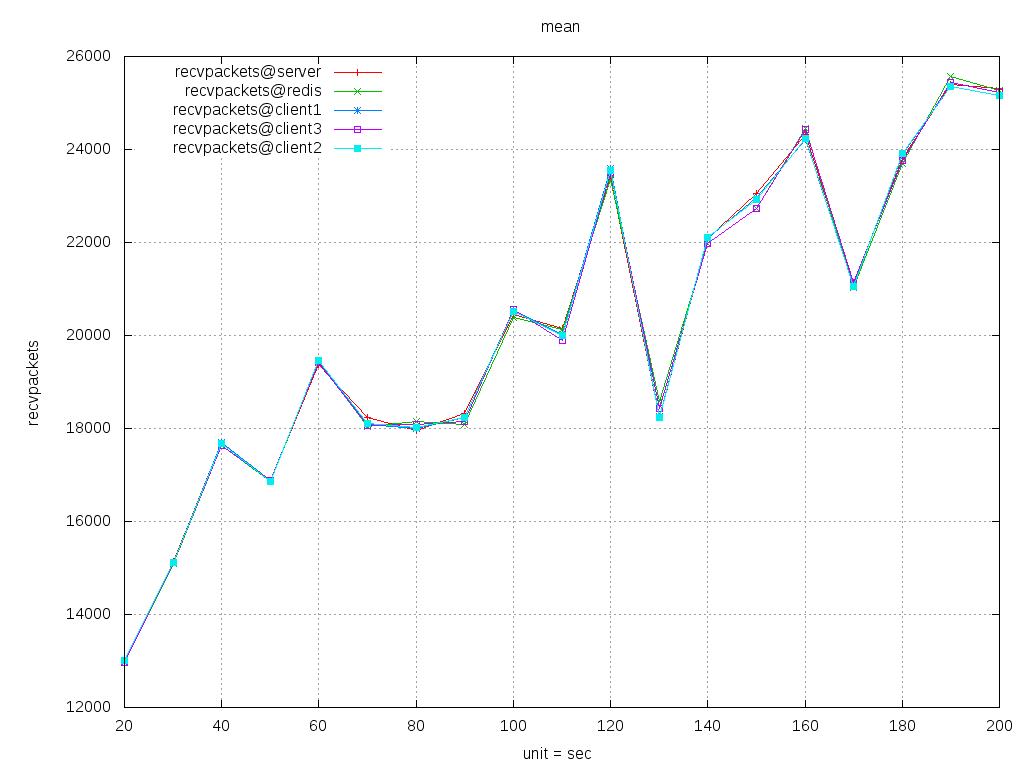 mean
26000
24000
22000
20000
18000
16000
14000
12000
recvpackets
recvpackets@server
recvpackets@redis
recvpackets@client1
recvpackets@client3
recvpackets@client2
20 40 60 80 100 120 140 160 180 200
unit = sec